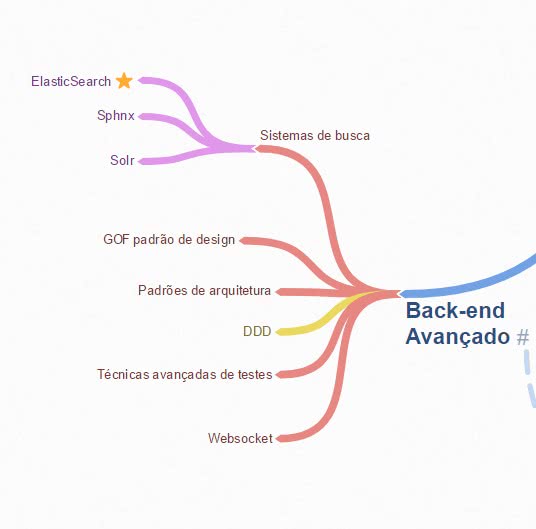 ElasticSearch
Sphnx
Solr
Sistemas de busca
GOF padrão de design
Padrões de arquitetura
DDD
Técnicas avançadas de testes
Websocket
Back-end
Avançado #